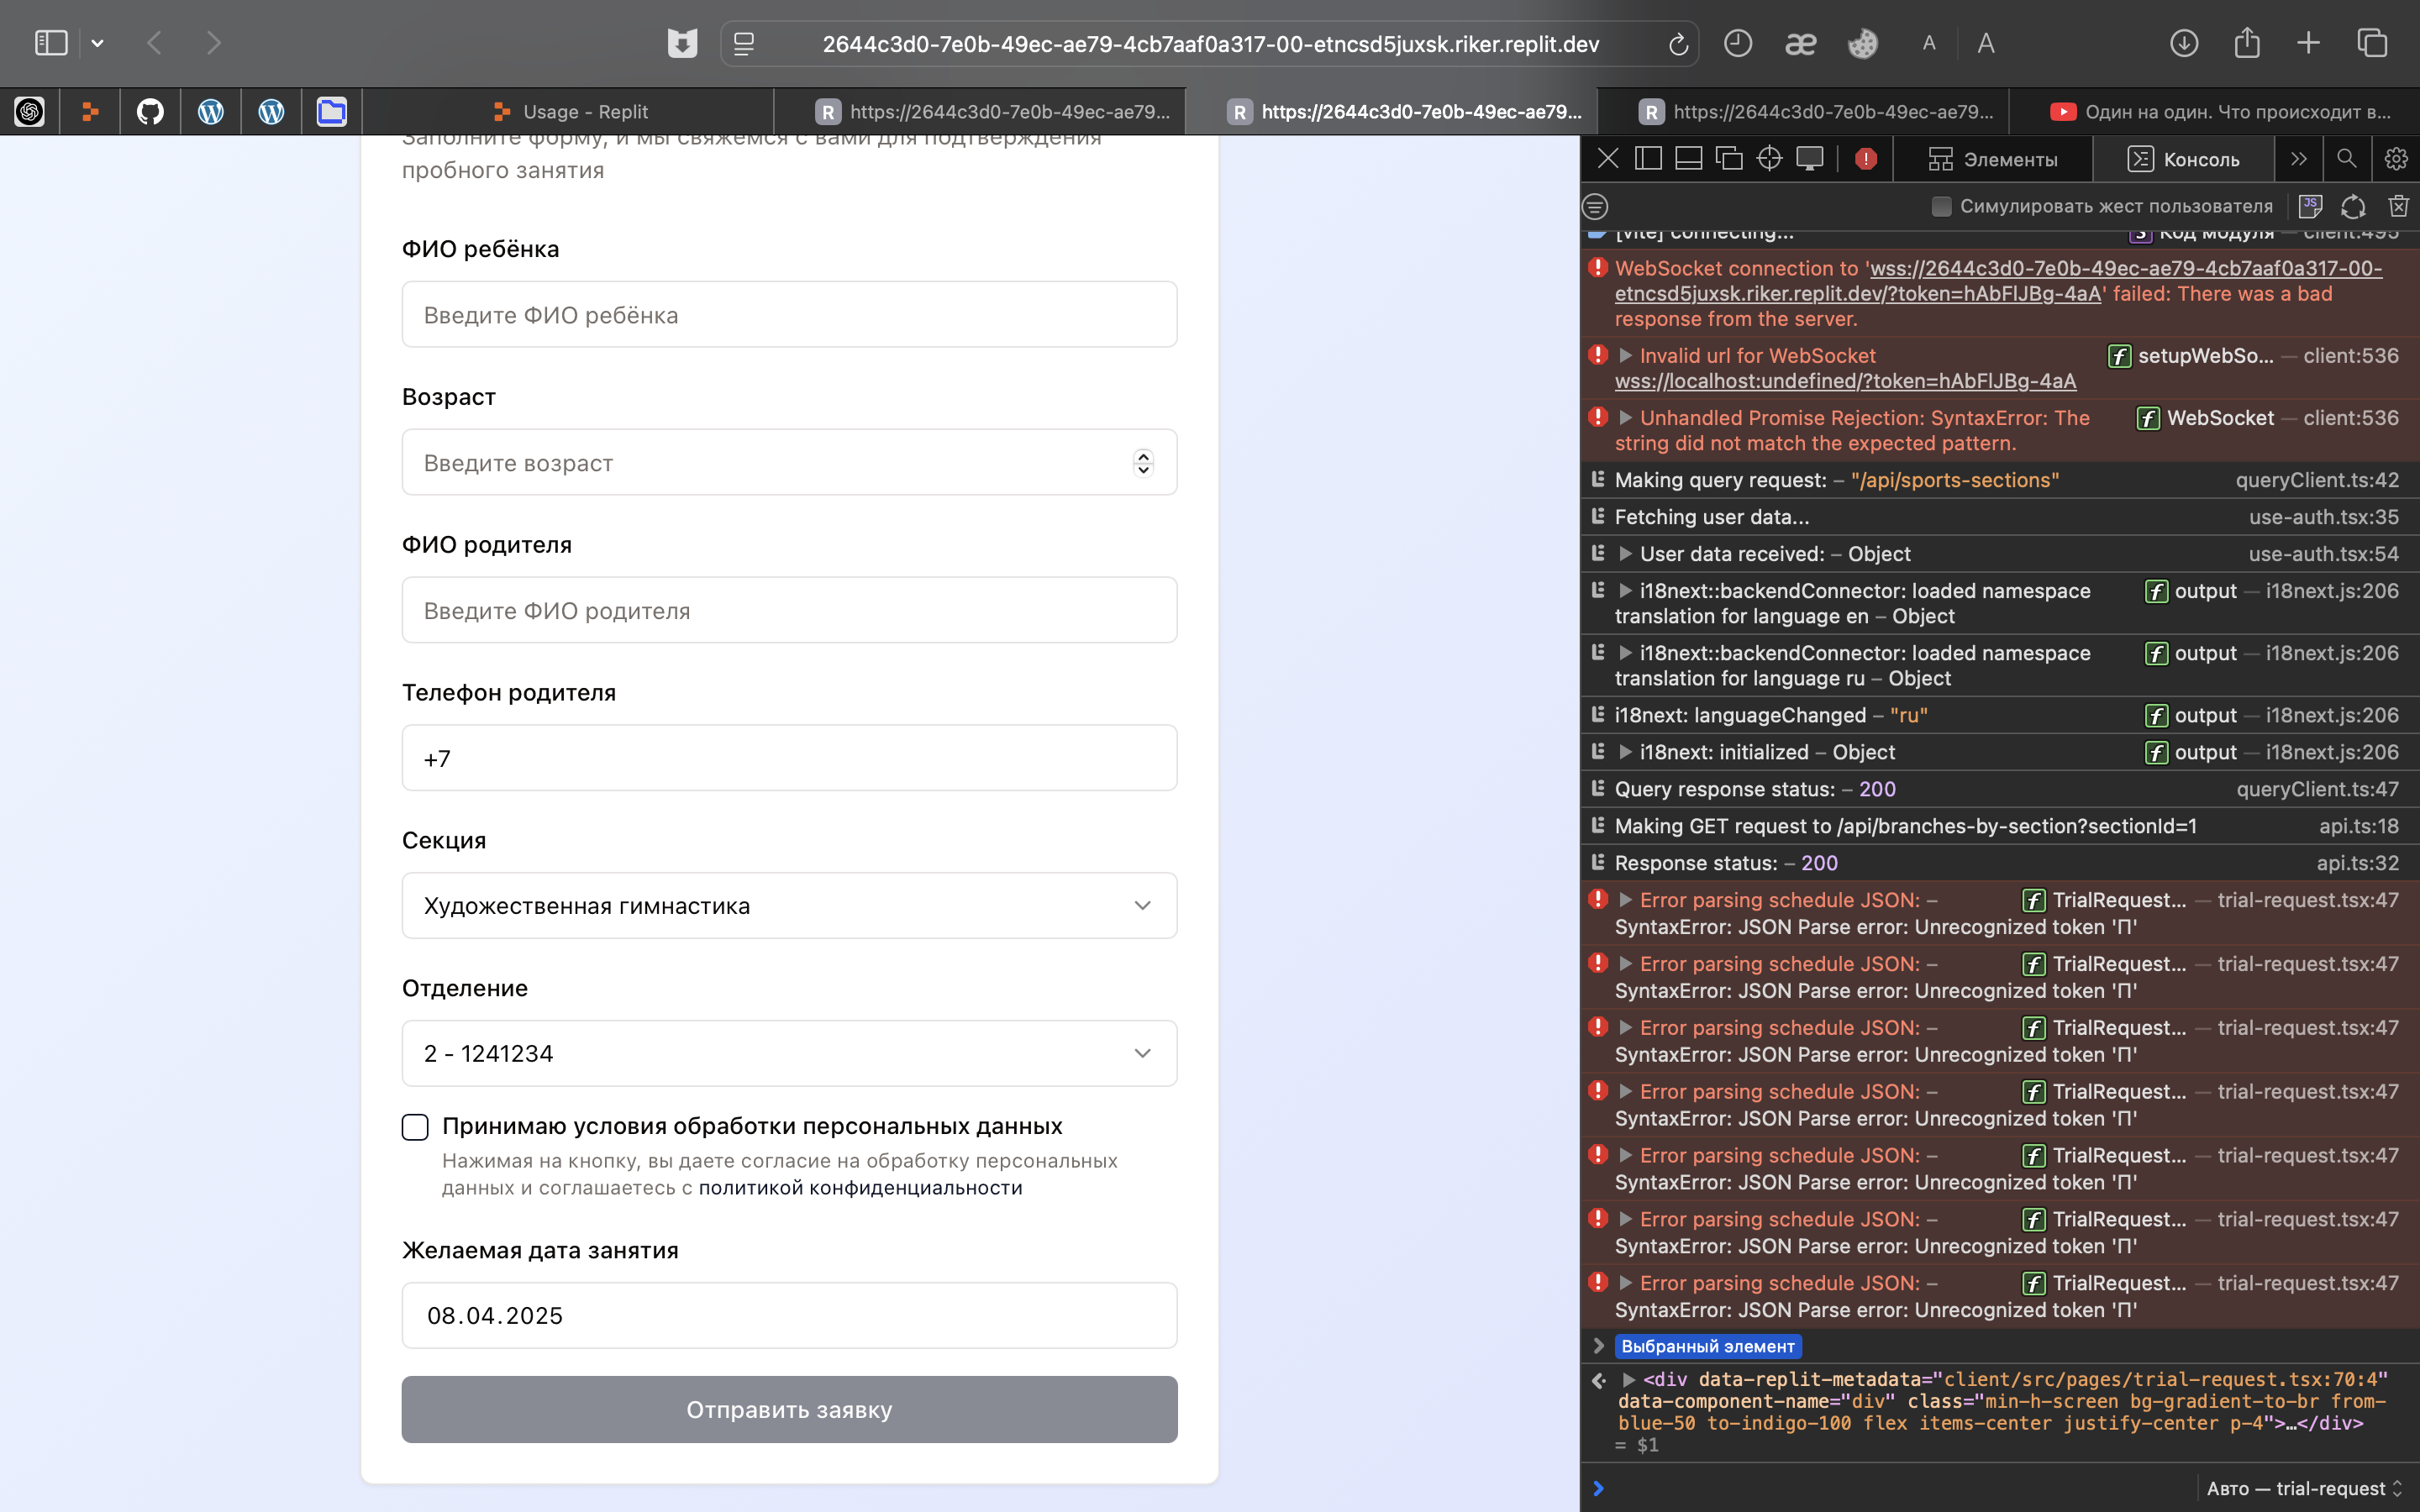 2644c3d0-7e0b-49ec-ae79-4cb7aaf0a317-00-etncsd5juxsk.riker.replit.dev
æ
A
A
Usage - Replit
R https://2644c3d0-7e0b-49ec-ae79...
R https://2644c3d0-7e0b-49ec-ae79...
R https://2644c3d0-7e0b-49ec-ae79...
Один на один. Что происходит в...
Заполните форму, и мы свяжемся с вами для подтверждения
пробного занятия
ФИО ребёнка
Введите ФИО ребёнка
Возраст
Введите возраст
ФИО родителя
Введите ФИО родителя
Телефон родителя
+7
Секция
Художественная гимнастика
Отделение
2 - 1241234
Принимаю условия обработки персональных данных
Нажимая на кнопку, вы даете согласие на обработку персональных
данных и соглашаетесь с политикой конфиденциальности
Желаемая дата занятия
08.04.2025
Отправить заявку
Элементы
Консоль
Симулировать жест пользователя
JS
[vite] connecting...
Код модуля — client:495
WebSocket connection to 'wss://2644c3d0-7e0b-49ec-ae79-4cb7aaf0a317-00-
etncsd5juxsk.riker.replit.dev/?token=hAbFlJBg-4aA' failed: There was a bad
response from the server.
Invalid url for WebSocket
f setupWebSo... — client:536
wss://localhost:undefined/?token=hAbFlJBg-4aA
Unhandled Promise Rejection: SyntaxError: The
f WebSocket — client:536
string did not match the expected pattern.
Making query request: – "/api/sports-sections"
queryClient.ts:42
Fetching user data...
use-auth.tsx:35
User data received: – Object
use-auth.tsx:54
i18next::backendConnector: loaded namespace
f output — i18next.js:206
translation for language en – Object
i18next::backendConnector: loaded namespace
f output — i18next.js:206
translation for language ru – Object
i18next: languageChanged – "ru"
f output — i18next.js:206
i18next: initialized – Object
f output — i18next.js:206
Query response status: – 200
queryClient.ts:47
Making GET request to /api/branches-by-section?sectionId=1
api.ts:18
Response status: – 200
api.ts:32
Error parsing schedule JSON: –
f TrialRequest... — trial-request.tsx:47
SyntaxError: JSON Parse error: Unrecognized token 'П'
Error parsing schedule JSON: –
f TrialRequest... — trial-request.tsx:47
SyntaxError: JSON Parse error: Unrecognized token 'П'
Error parsing schedule JSON: –
f TrialRequest... — trial-request.tsx:47
SyntaxError: JSON Parse error: Unrecognized token 'П'
Error parsing schedule JSON: –
f TrialRequest... — trial-request.tsx:47
SyntaxError: JSON Parse error: Unrecognized token 'П'
Error parsing schedule JSON: –
f TrialRequest... — trial-request.tsx:47
SyntaxError: JSON Parse error: Unrecognized token 'П'
Error parsing schedule JSON: –
f TrialRequest... — trial-request.tsx:47
SyntaxError: JSON Parse error: Unrecognized token 'П'
Error parsing schedule JSON: –
f TrialRequest... — trial-request.tsx:47
SyntaxError: JSON Parse error: Unrecognized token 'П'
Выбранный элемент
<div data-replit-metadata="client/src/pages/trial-request.tsx:70:4"
data-component-name="div" class="min-h-screen bg-gradient-to-br from-
blue-50 to-indigo-100 flex items-center justify-center p-4">…</div>
= $1
Авто — trial-request